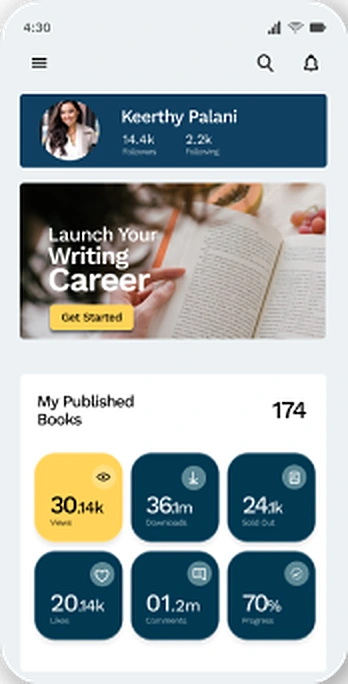 4:30
Keerthy Palani
14.4k 2.2k
Followers Following
Launch Your
Writing
Career
Get Started
My Published
Books
174
30.14k 36.1m 24.1k
Views Downloads Sold Out
20.14k 01.2m 70%
Likes Comments Progress